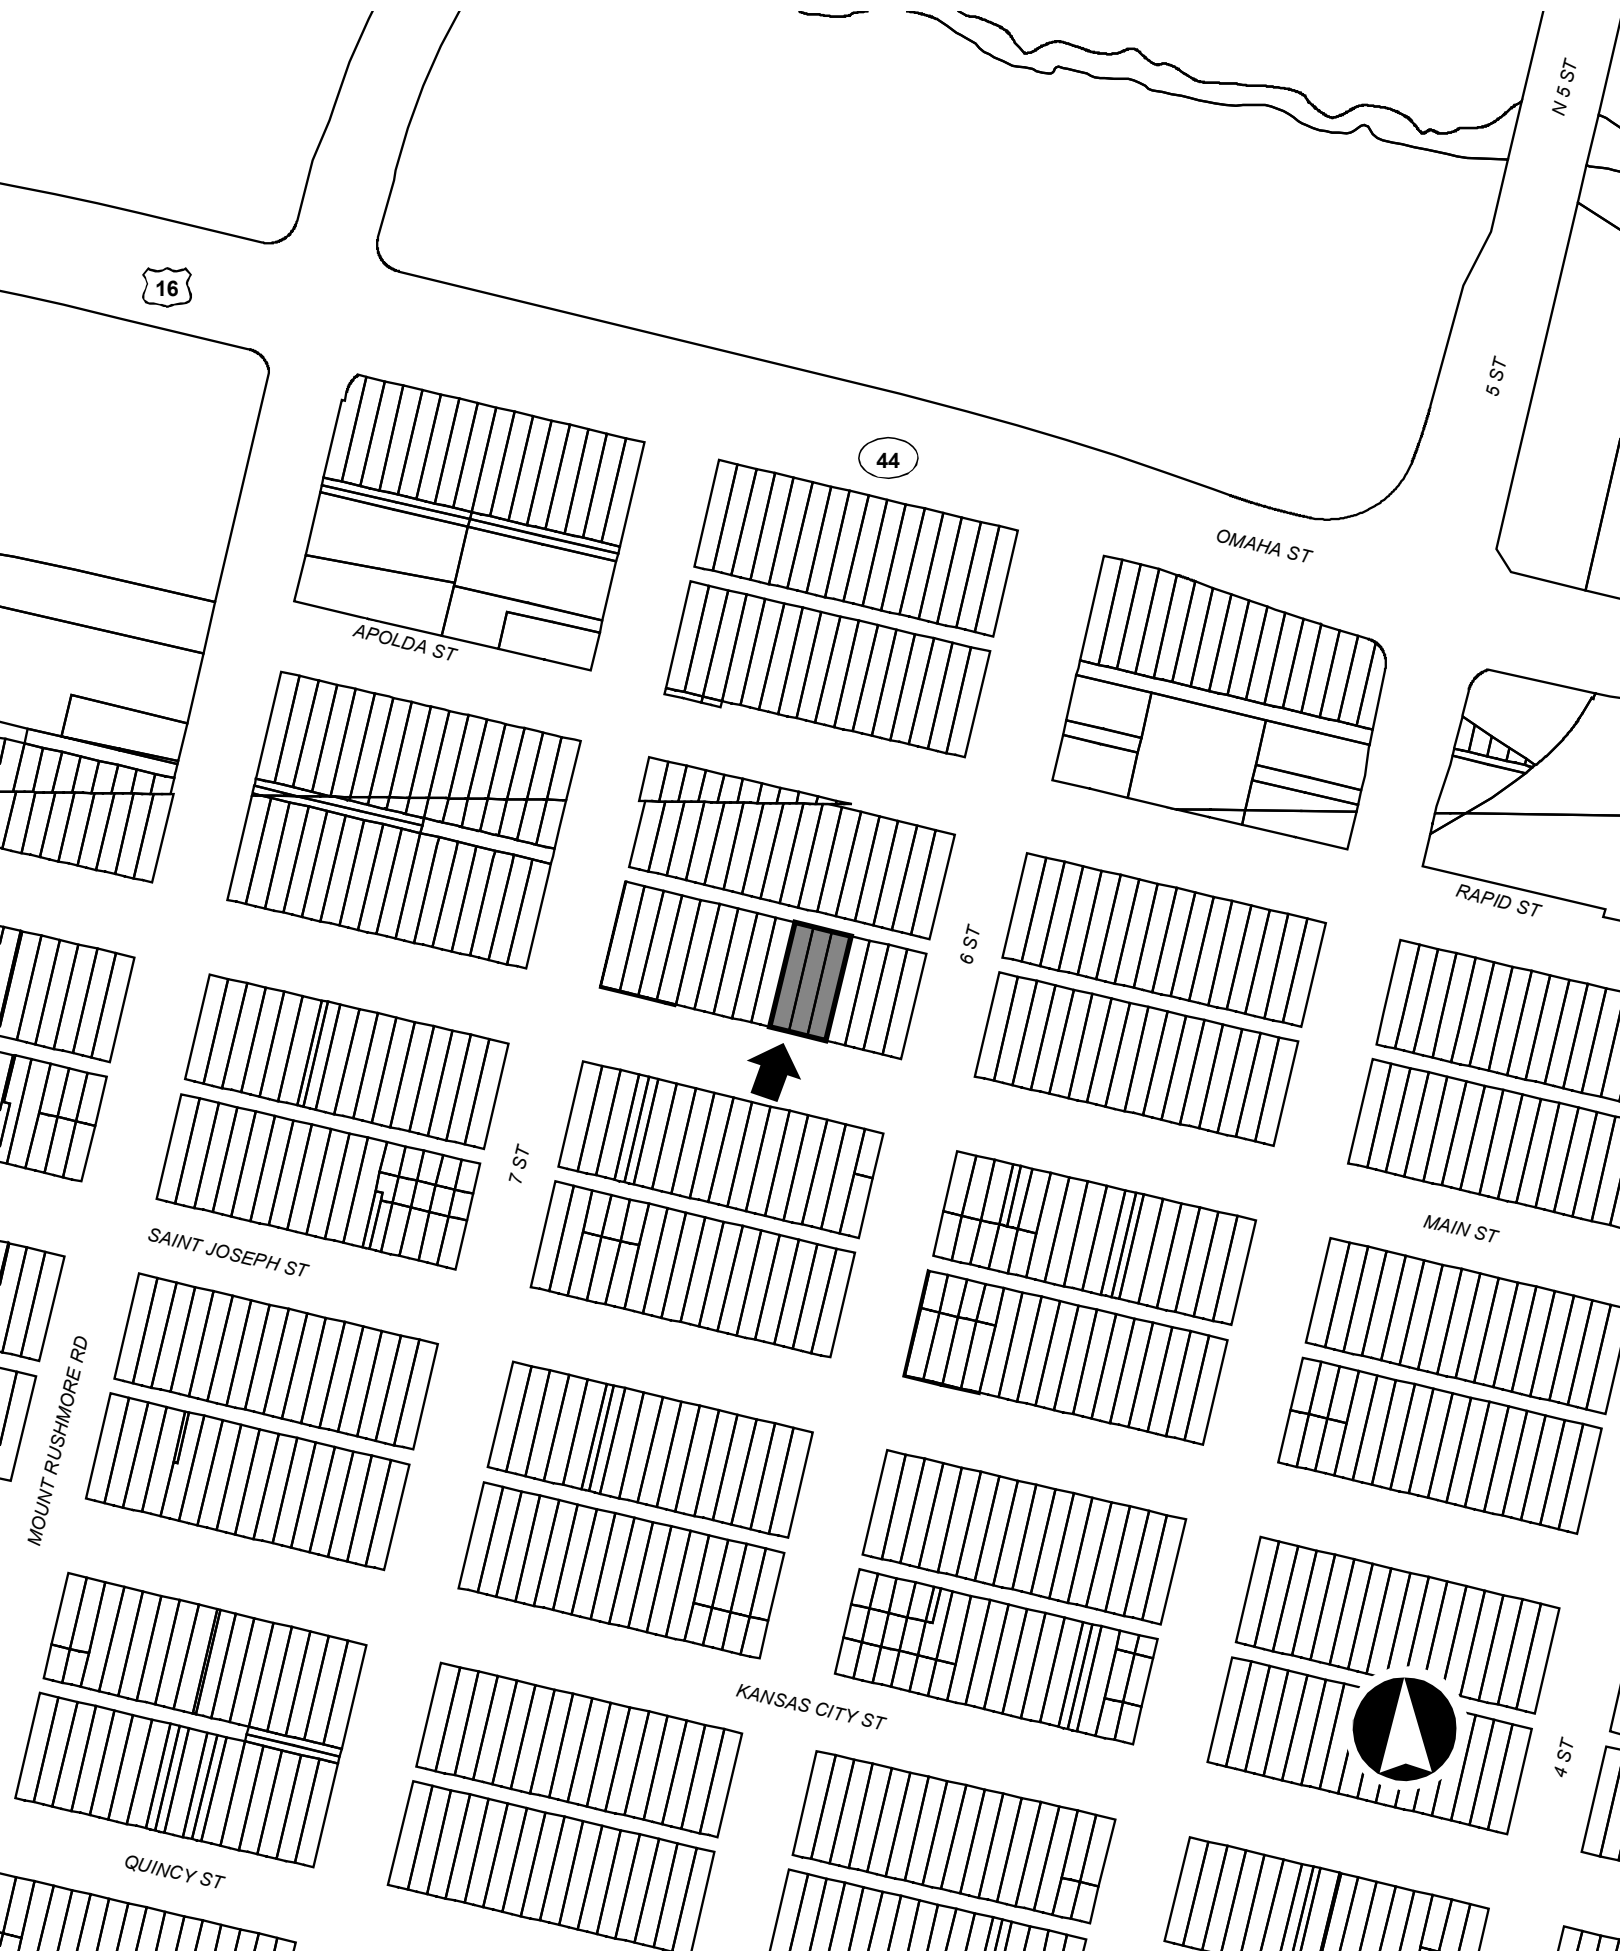 N 5 ST
16
5 ST
44
OMAHA ST
APOLDA ST
RAPID ST
6 ST
7 ST
MAIN ST
SAINT JOSEPH ST
MOUNT RUSHMORE RD
KANSAS CITY ST
4 ST
QUINCY ST